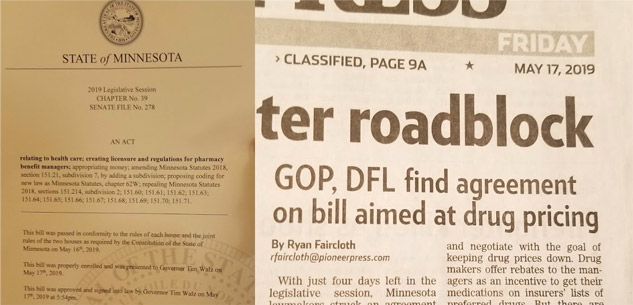 STATE of MINNESOTA
2019 Legislative Session
CHAPTER No. 39
SENATE FILE No. 278
AN ACT
relating to health care; creating licensure and regulations for pharmacy
benefit managers; appropriating money; amending Minnesota Statutes 2018,
section 151.21, subdivision 7, by adding a subdivision; proposing coding for
new law as Minnesota Statutes, chapter 62W; repealing Minnesota Statutes
2018, sections 151.214, subdivision 2; 151.60; 151.61; 151.62; 151.63;
151.64; 151.65; 151.66; 151.67; 151.68; 151.69; 151.70; 151.71.
This bill was passed in conformity to the rules of each house and the joint
rules of the two houses as required by the Constitution of the State of
Minnesota on May 16th, 2019.
This bill was properly enrolled and was presented to Governor Tim Walz on
May 17th, 2019.
This bill was approved and signed into law by Governor Tim Walz on May
17th, 2019 at 5:54pm.
PRESS
FRIDAY
› CLASSIFIED, PAGE 9A ★ MAY 17, 2019
ter roadblock
GOP, DFL find agreement
on bill aimed at drug pricing
By Ryan Faircloth
rfaircloth@pioneerpress.com
With just four days left in the
legislative session, Minnesota
lawmakers struck an agreement
and negotiate with the goal of
keeping drug prices down. Drug
makers offer rebates to the man-
agers as an incentive to get their
medications on insurers' lists of
preferred drugs. But there are